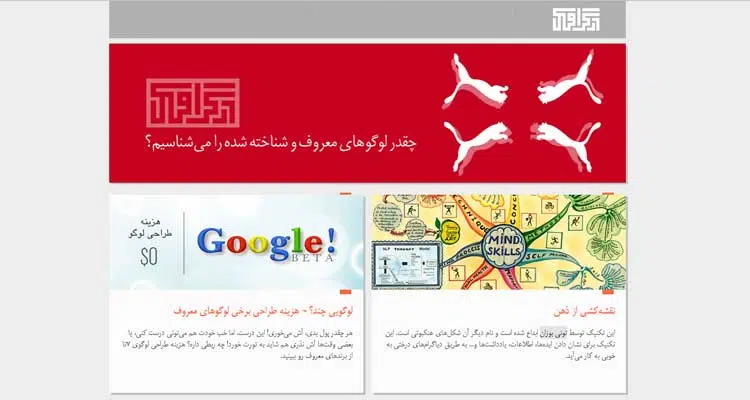 چقدر لوگوهای معروف و شناخته شده را می‌شناسیم؟
MIND
SKILLS
نقشه‌کشی از ذهن
این تکنیک توسط تونی بوزان ابداع شده است و نام دیگر آن شکل‌های عنکبوتی است. این
تکنیک برای نشان دادن ایده‌ها، اطلاعات، یادداشت‌ها و... به طریق دیاگرام‌های درختی به
خوبی به کار می‌آید.
هزینه
طراحی لوگو
$0
Google!
BETA
لوگویی چند؟ - هزینه طراحی برخی لوگوهای معروف
هر چقدر پول بدی، آش می‌خوری! این درست. اما خب خودت هم می‌تونی درست کنی، یا
بعضی وقت‌ها آش نذری هم شاید به تورت خورد! چه ربطی داره؟ هزینه طراحی لوگوی ۷تا
از برندهای معروف رو ببینید.